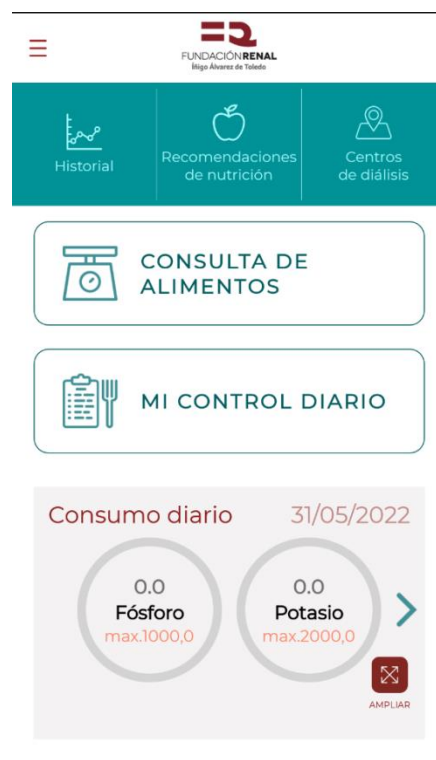 FUNDACIÓNRENAL
Íñigo Álvarez de Toledo
Historial
Recomendaciones
de nutrición
Centros
de diálisis
CONSULTA DE
ALIMENTOS
MI CONTROL DIARIO
Consumo diario
31/05/2022
0.0
Fósforo
max.1000,0
0.0
Potasio
max.2000,0
AMPLIAR